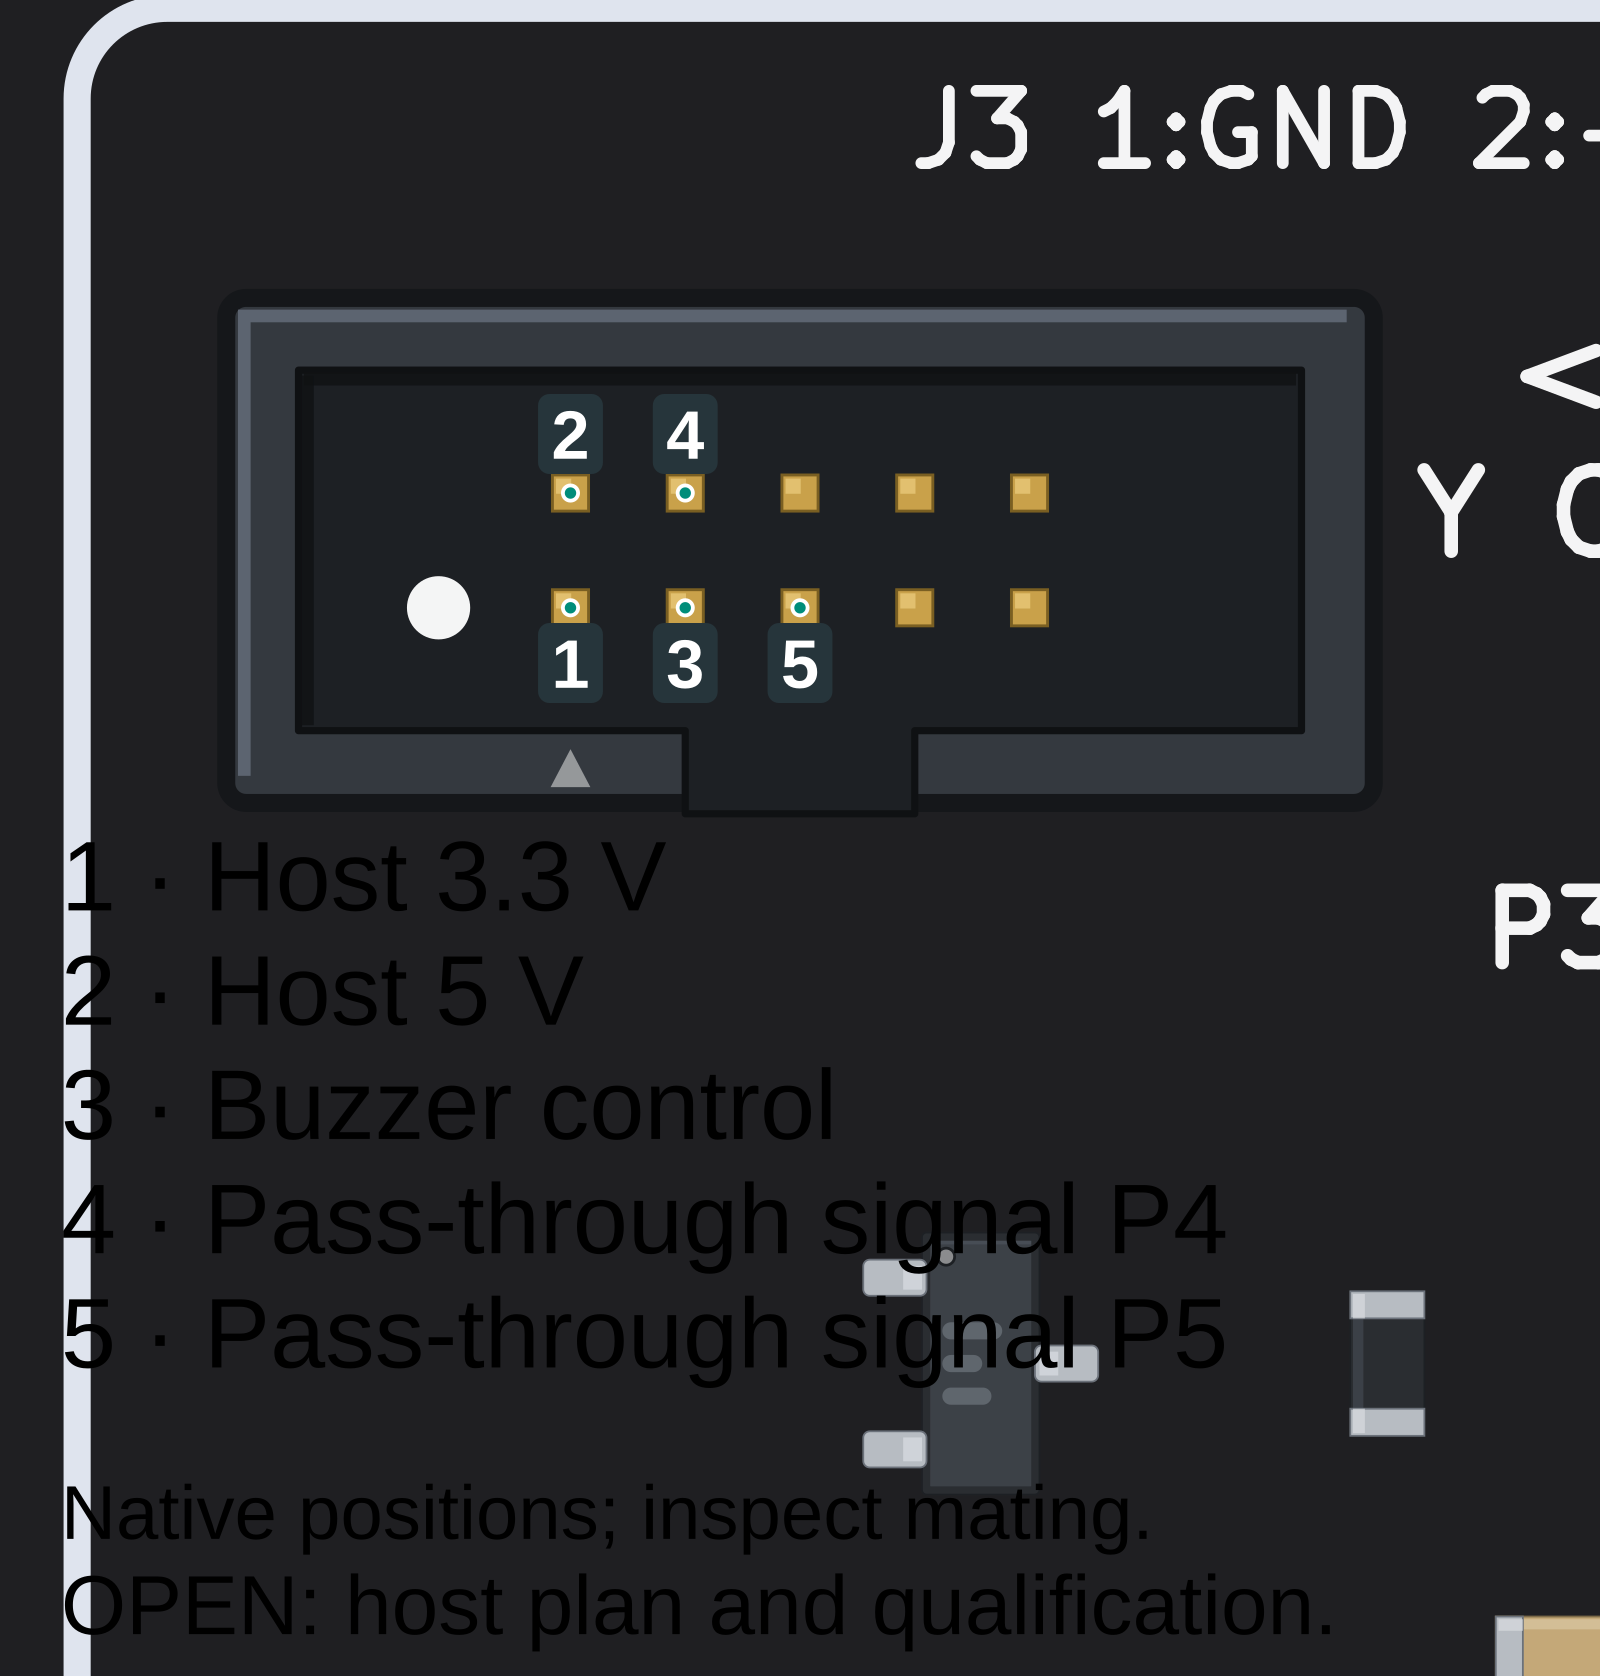 J3 1:GND 2:-
<
2 4
Y
1 3 5
1 · Host 3.3 V
2 · Host 5 V
P3
3 · Buzzer control
4 · Pass-through signal P4
5 · Pass-through signal P5
Native positions; inspect mating.
OPEN: host plan and qualification.